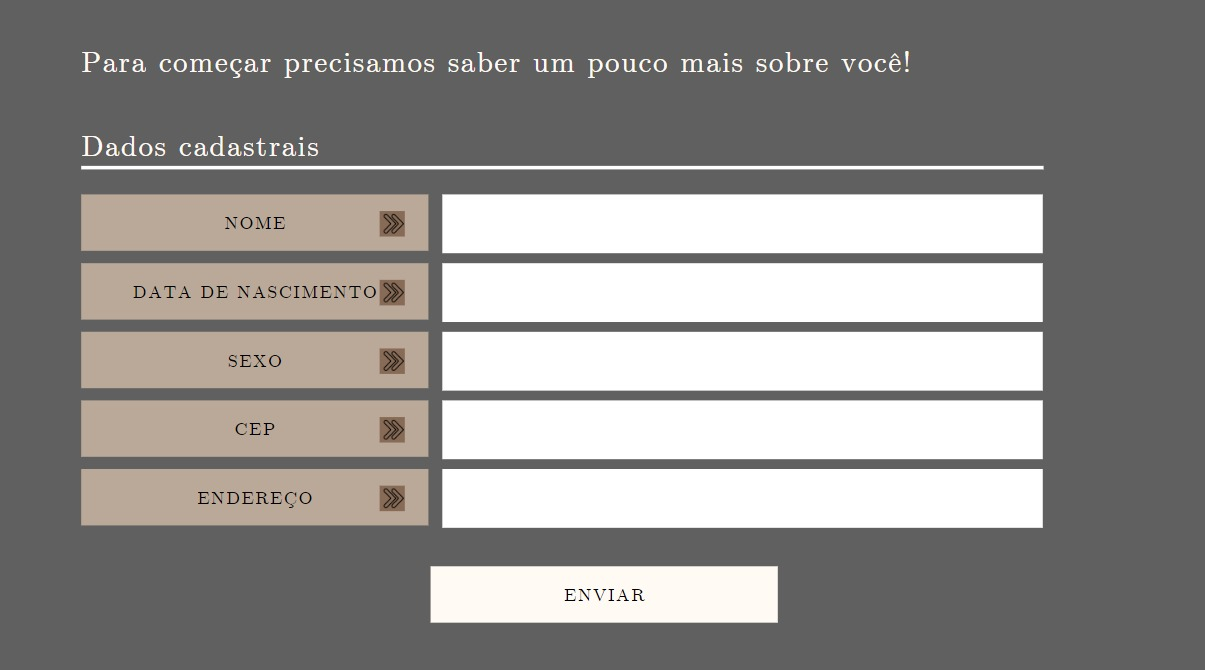 Para começar precisamos saber um pouco mais sobre você!
Dados cadastrais
NOME
DATA DE NASCIMENTO
SEXO
CEP
ENDEREÇO
ENVIAR